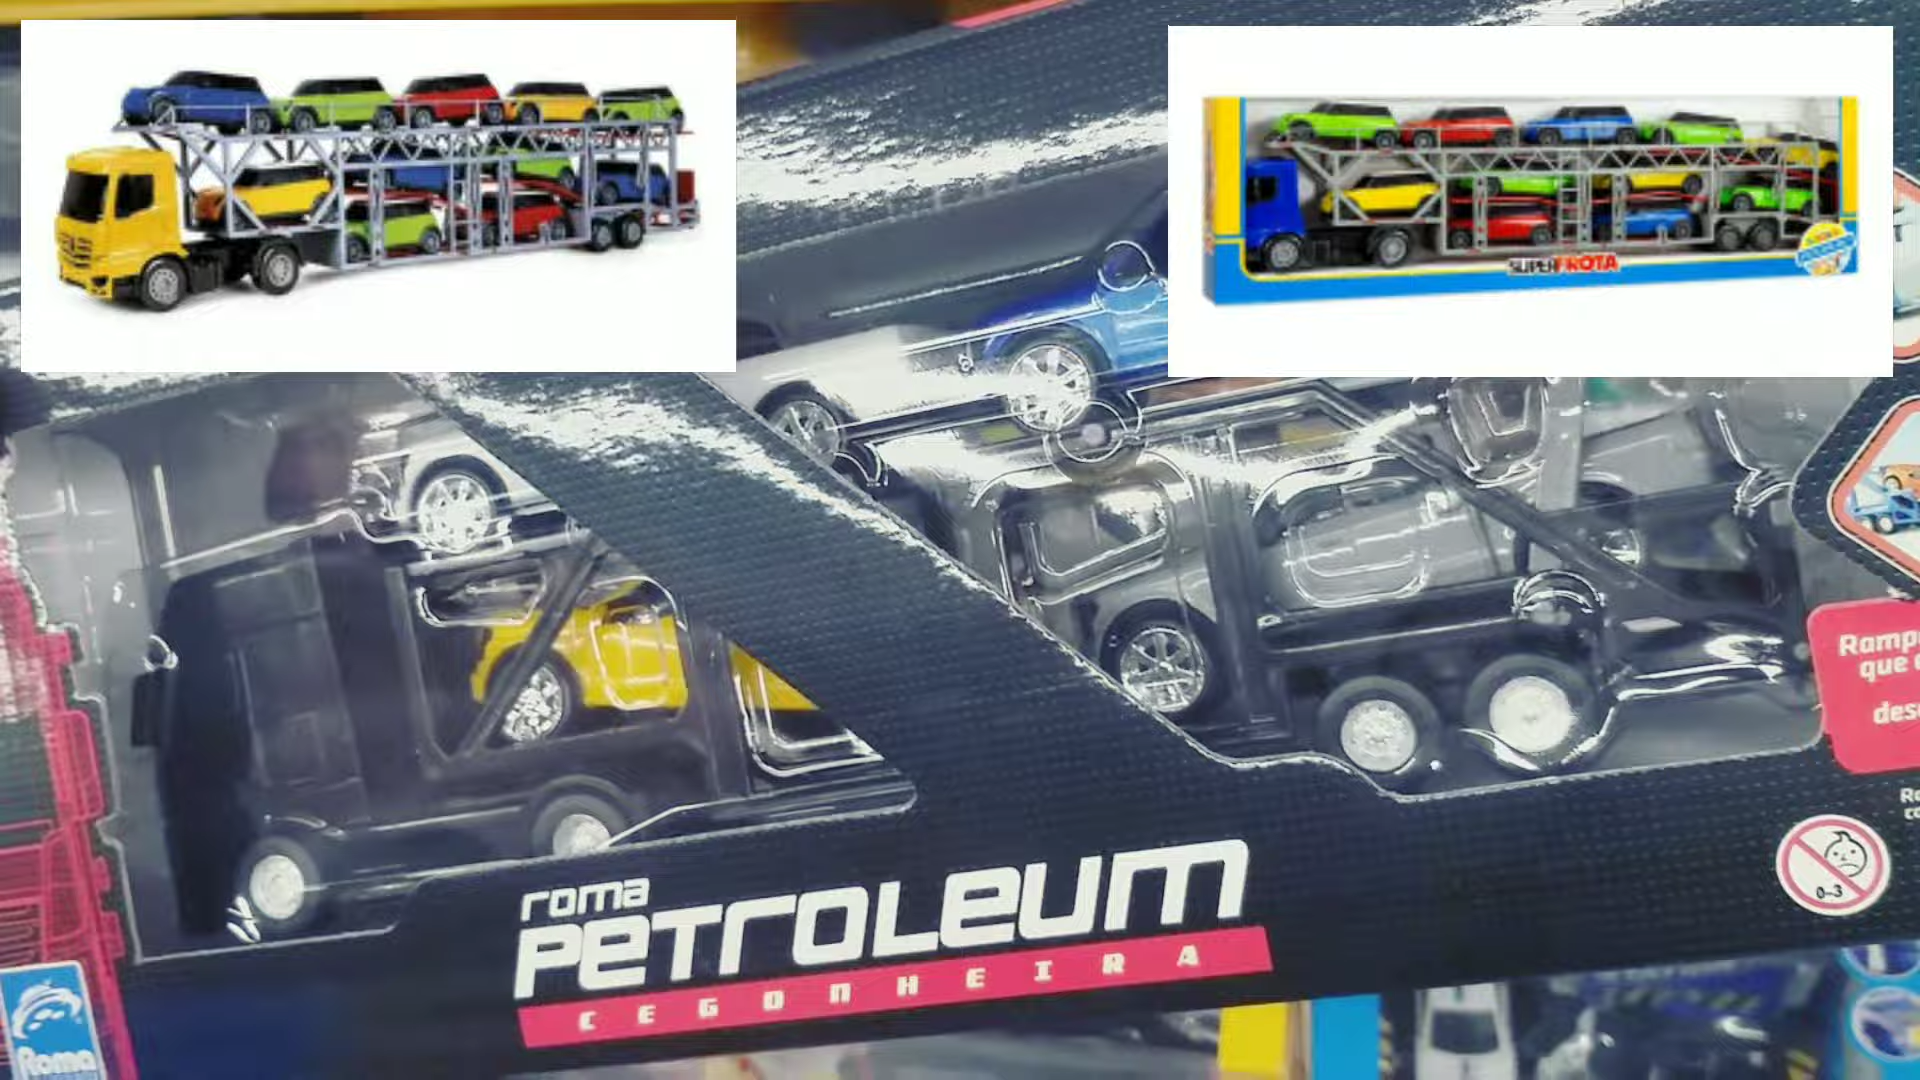 SUPERFROTA
Ramp
que
des
roma
PETROLEUM
CEGONHEIRA
0-3
Roma